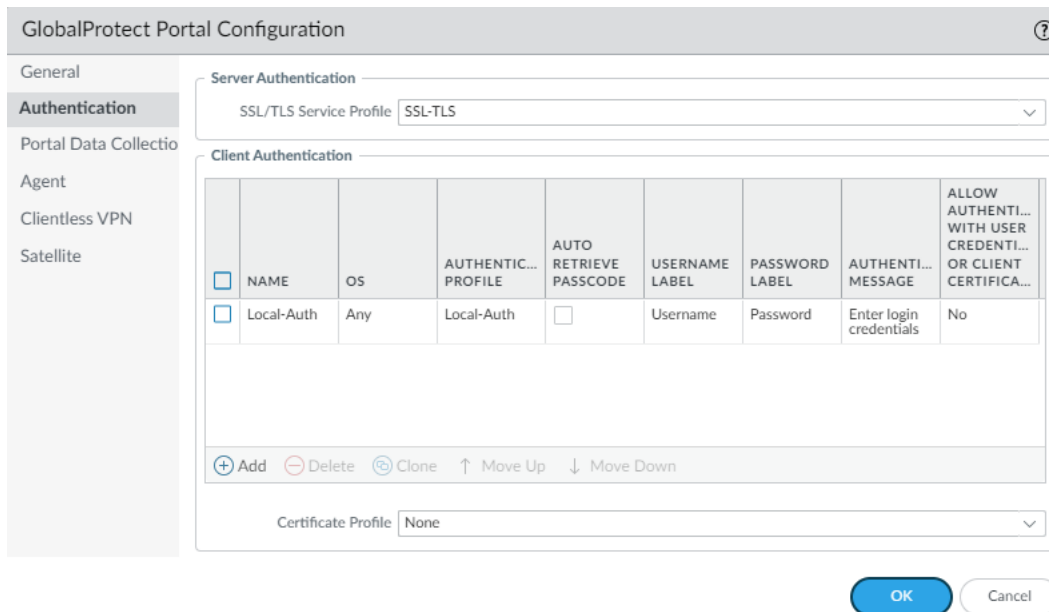 GlobalProtect Portal Configuration
General
Authentication
Portal Data Collectio
Agent
Clientless VPN
Satellite
Server Authentication
SSL/TLS Service Profile SSL-TLS
Client Authentication
NAME
OS
AUTHENTIC...
PROFILE
AUTO
RETRIEVE
PASSCODE
USERNAME
LABEL
PASSWORD
LABEL
AUTHENTI...
MESSAGE
ALLOW
AUTHENTI...
WITH USER
CREDENTI...
OR CLIENT
CERTIFICA...
Local-Auth
Any
Local-Auth
Username
Password
Enter login
credentials
No
Add Delete Clone ↑ Move Up ↓ Move Down
Certificate Profile None
OK Cancel